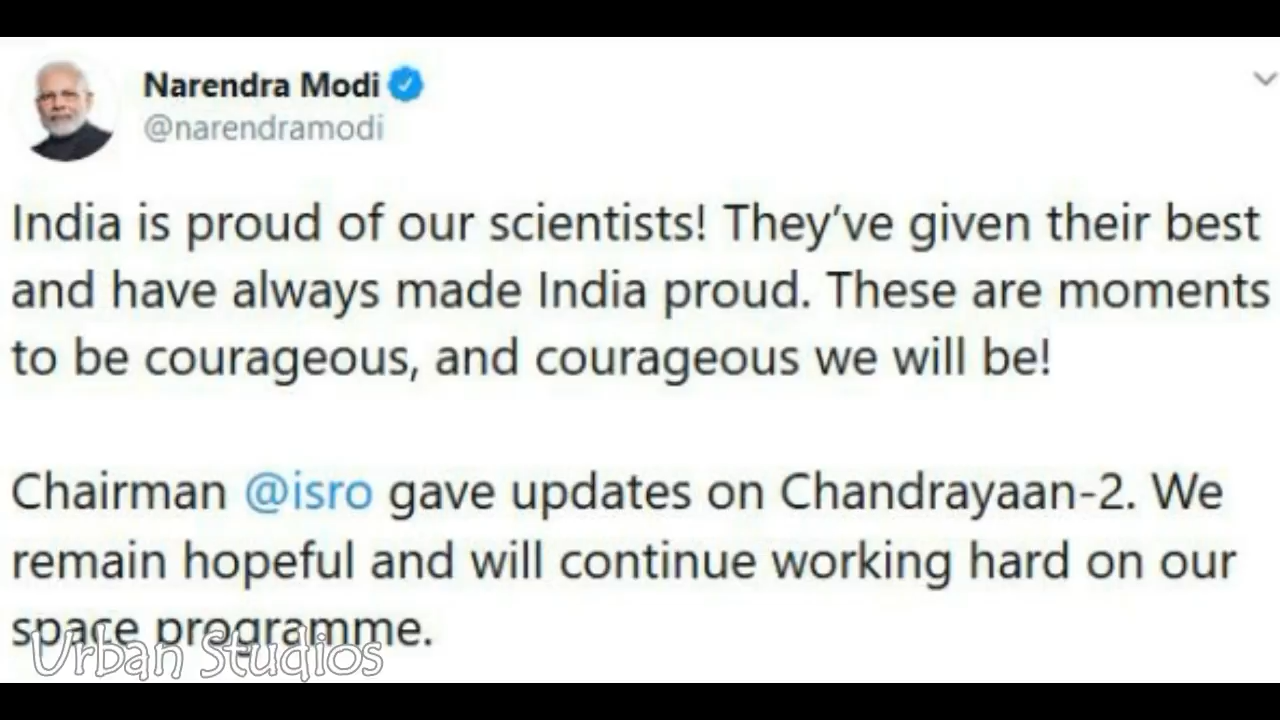 Narendra Modi
@narendramodi
India is proud of our scientists! They’ve given their best
and have always made India proud. These are moments
to be courageous, and courageous we will be!
Chairman @isro gave updates on Chandrayaan-2. We
remain hopeful and will continue working hard on our
space programme.
Urban Studios